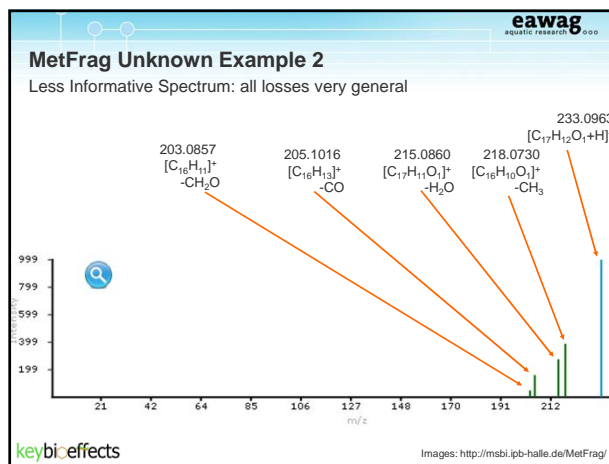 eawag
aquatic research
MetFrag Unknown Example 2
Less Informative Spectrum: all losses very general
233.0963
[C17H12O1+H]
203.0857
[C16H11]+
-CH2O
205.1016
[C16H13]+
-CO
215.0860
[C17H11O1]+
-H2O
218.0730
[C16H10O1]+
-CH3
999
799
599
399
199
Intensity
21 42 64 85 106 127 148 170 191 212
m/z
keybioeffects
Images: http://msbi.ipb-halle.de/MetFrag/